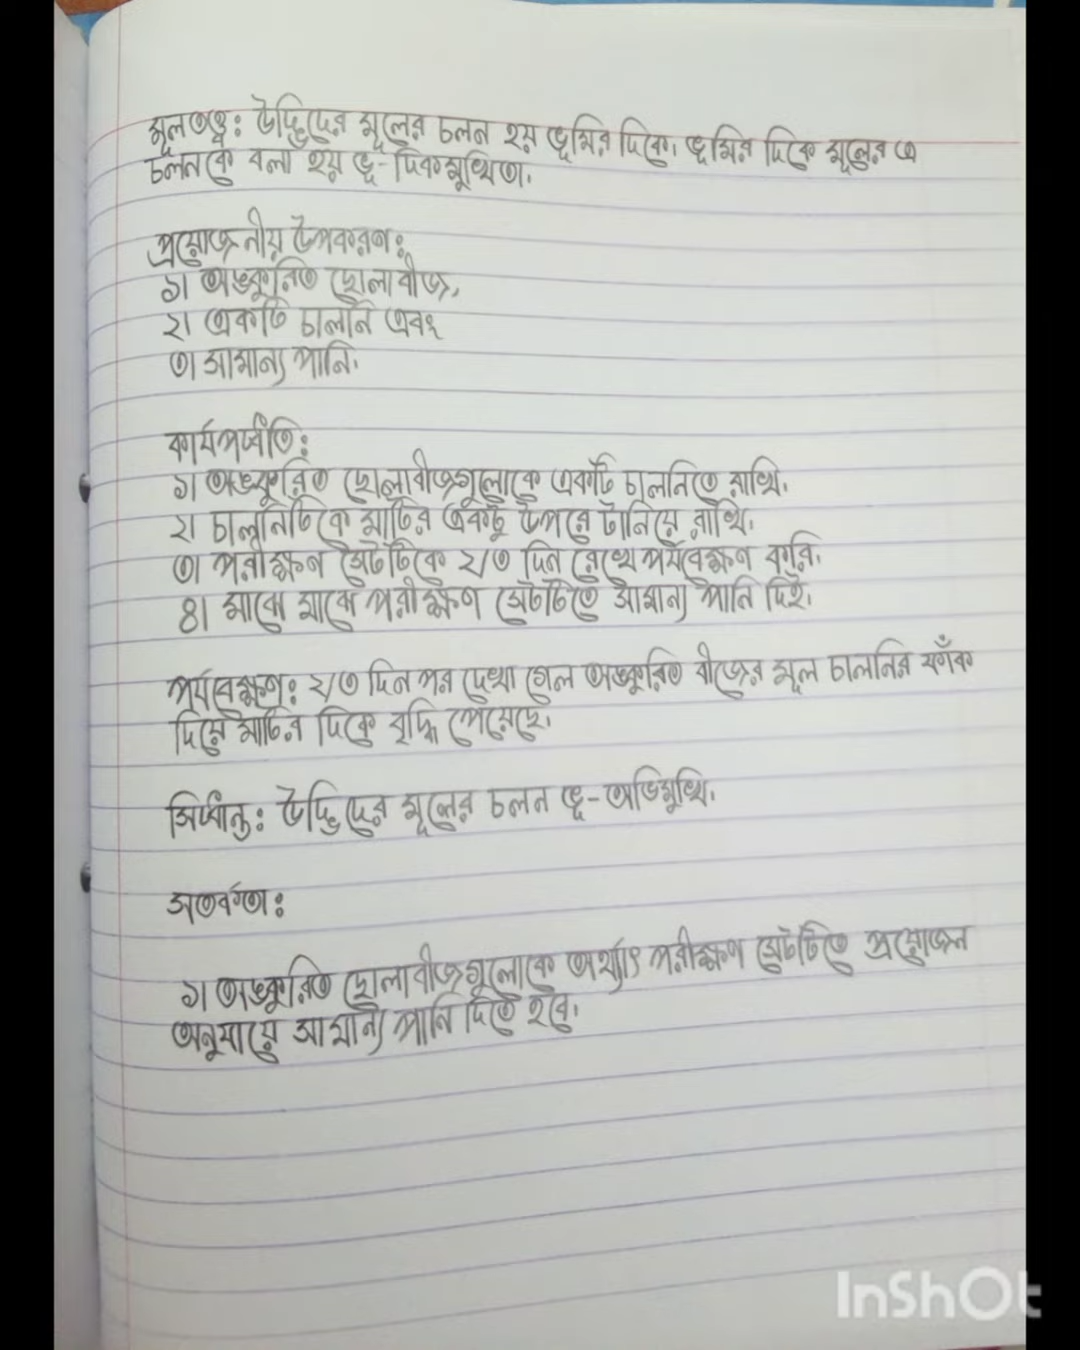 মূলতত্ত্ব: উদ্ভিদের মূলের চলন হয় ভূমির দিকে। ভূমির দিকে মূলের এ
চলনকে বলা হয় ভূ-দিকমুখিতা।
প্রয়োজনীয় উপকরণ:
১। অঙ্কুরিত ছোলাবীজ,
২। একটি চালনি এবং
৩। সামান্য পানি।
কার্যপদ্ধতি:
১। অঙ্কুরিত ছোলাবীজগুলোকে একটি চালনিতে রাখি।
২। চালনিটিকে মাটির একটু উপরে টানিয়ে রাখি।
৩। পরীক্ষণ সেটটিকে ২/৩ দিন রেখে পর্যবেক্ষণ করি।
৪। মাঝে মাঝে পরীক্ষণ সেটটিতে সামান্য পানি দিই।
পর্যবেক্ষণ: ২/৩ দিন পর দেখা গেল অঙ্কুরিত বীজের মূল চালনির ফাঁক
দিয়ে মাটির দিকে বৃদ্ধি পেয়েছে।
সিদ্ধান্ত: উদ্ভিদের মূলের চলন ভূ-অভিমুখি।
সতর্কতা:
১। অঙ্কুরিত ছোলাবীজগুলোকে অর্থ্যাৎ পরীক্ষণ সেটটিতে প্রয়োজন
অনুযায়ে সামান্য পানি দিতে হবে।
InShOt